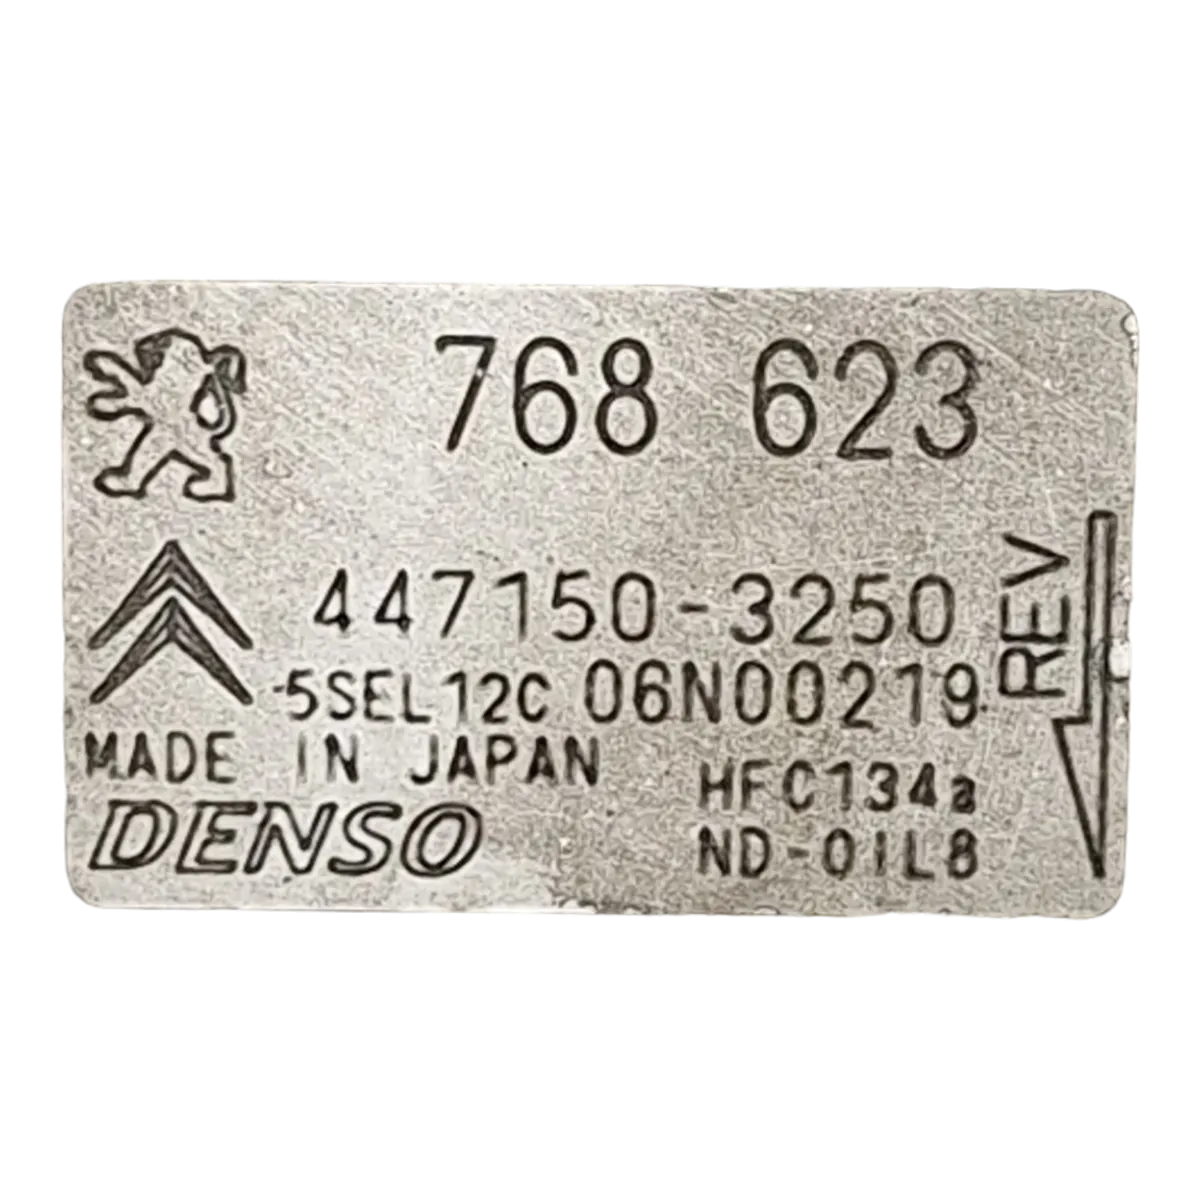 768 623
447150-3250
5SEL12C 06N00219
MADE IN JAPAN
DENSO
HFC134a
ND-OIL8
REV